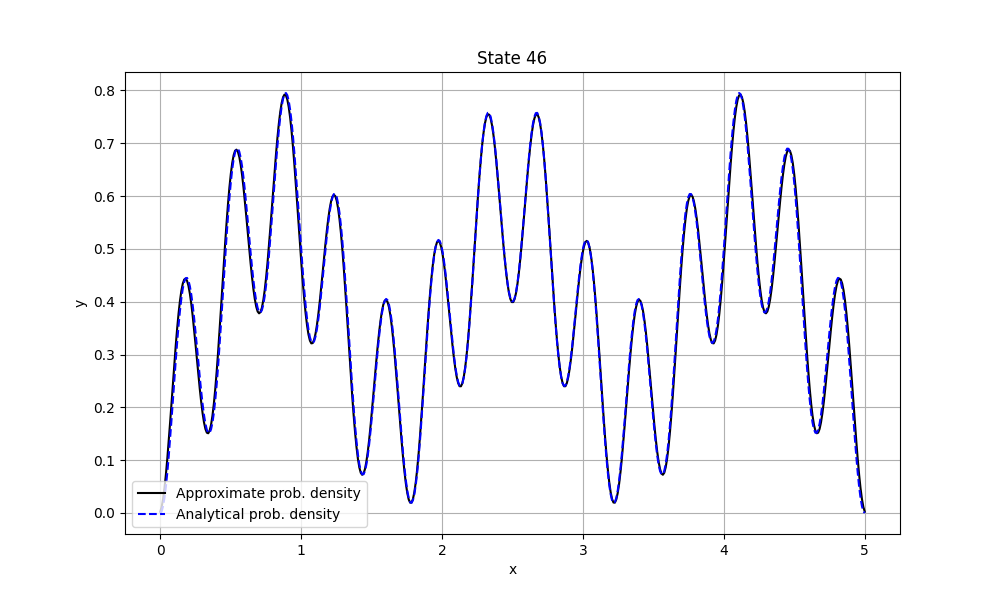 State 46
y
0.8
0.7
0.6
0.5
0.4
0.3
0.2
0.1
0.0
Approximate prob. density
Analytical prob. density
0 1 2 3 4 5
x